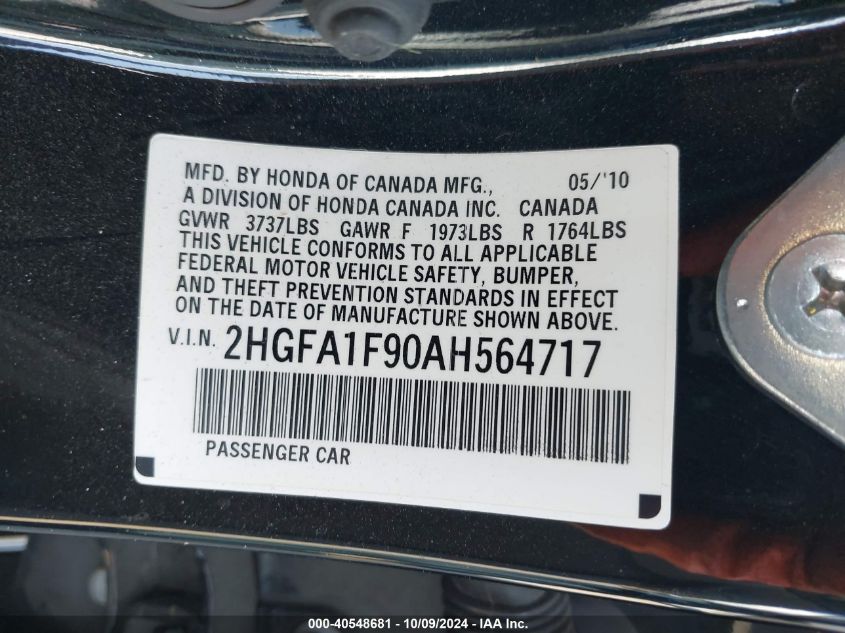 MFD. BY HONDA OF CANADA MFG., 05/'10
A DIVISION OF HONDA CANADA INC. CANADA
GVWR 3737LBS GAWR F 1973LBS R 1764LBS
THIS VEHICLE CONFORMS TO ALL APPLICABLE
FEDERAL MOTOR VEHICLE SAFETY, BUMPER,
AND THEFT PREVENTION STANDARDS IN EFFECT
ON THE DATE OF MANUFACTURE SHOWN ABOVE.
V.I.N. 2HGFA1F90AH564717
PASSENGER CAR
000-40548681 - 10/09/2024 - IAA Inc.